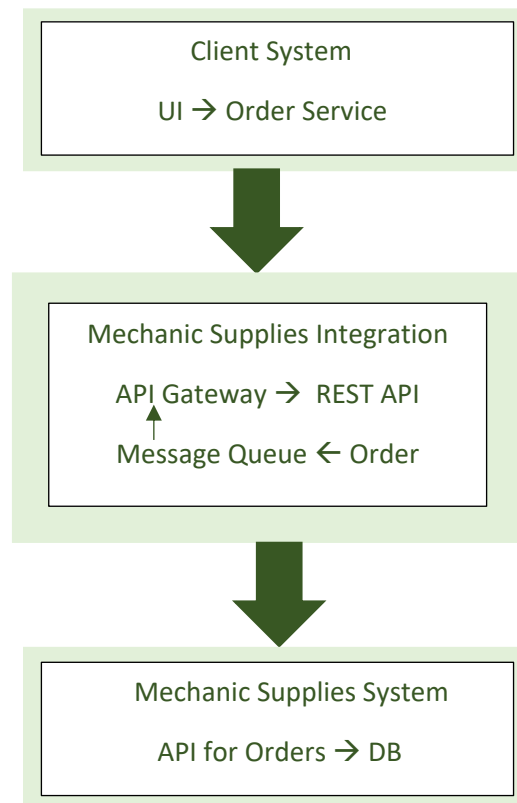 Client System
UI → Order Service
Mechanic Supplies Integration
API Gateway → REST API
Message Queue ← Order
Mechanic Supplies System
API for Orders → DB